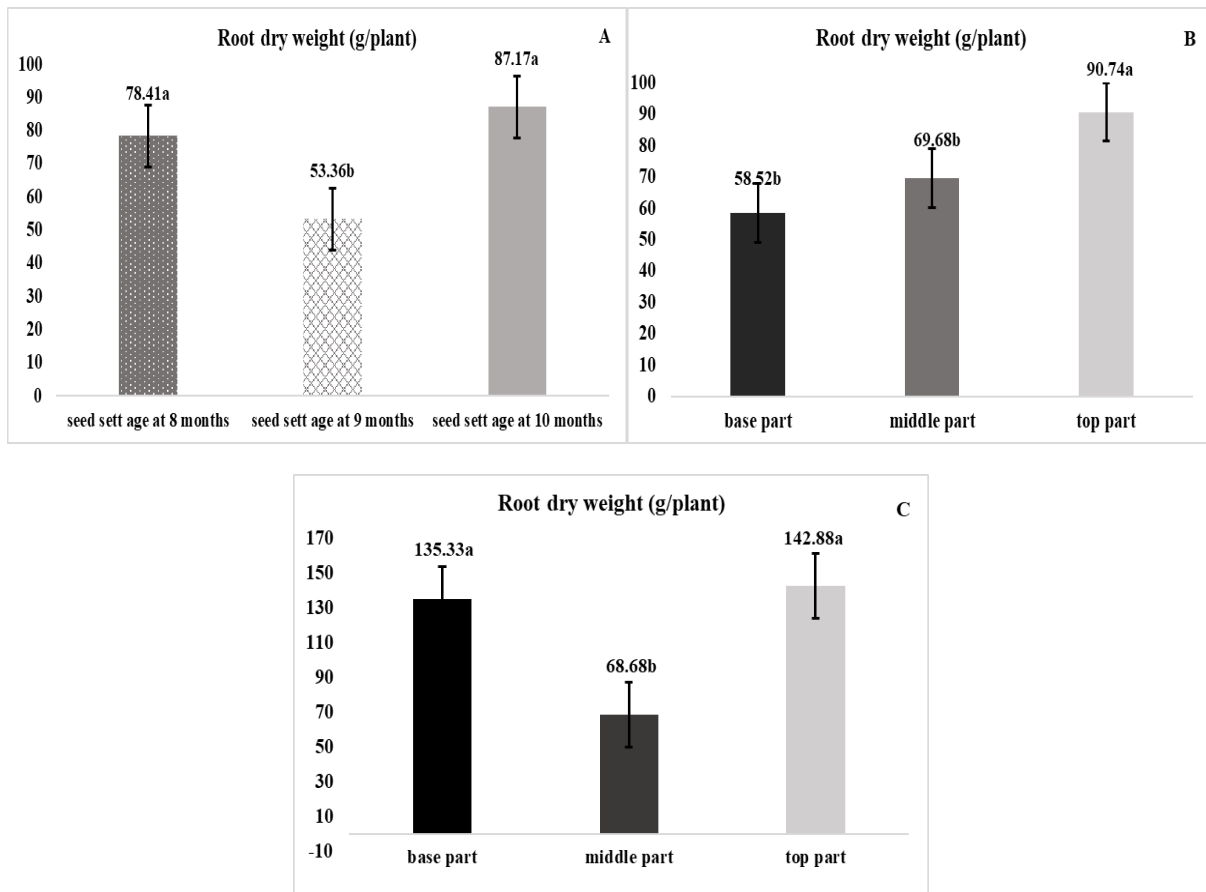 Root dry weight (g/plant) A
100
90
80
70
60
50
40
30
20
10
0
78.41a
53.36b
87.17a
seed sett age at 8 months seed sett age at 9 months seed sett age at 10 months
Root dry weight (g/plant) B
100
90
80
70
60
50
40
30
20
10
0
58.52b
69.68b
90.74a
base part middle part top part
Root dry weight (g/plant) C
170
150
130
110
90
70
50
30
10
-10
135.33a
68.68b
142.88a
base part middle part top part